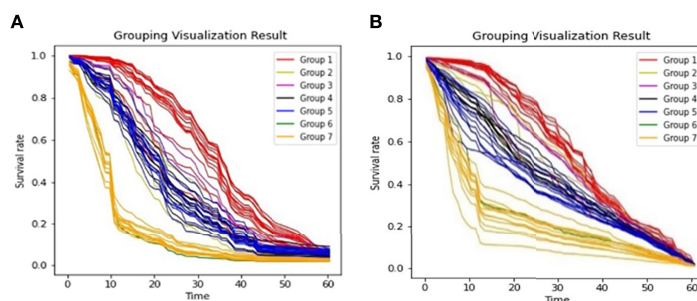 A
Grouping Visualization Result
Survival rate
1.0
0.8
0.6
0.4
0.2
0.0
Group 1
Group 2
Group 3
Group 4
Group 5
Group 6
Group 7
0 10 20 30 40 50 60
Time
B
Grouping Visualization Result
Survival rate
1.0
0.8
0.6
0.4
0.2
0.0
Group 1
Group 2
Group 3
Group 4
Group 5
Group 6
Group 7
0 10 20 30 40 50 60
Time